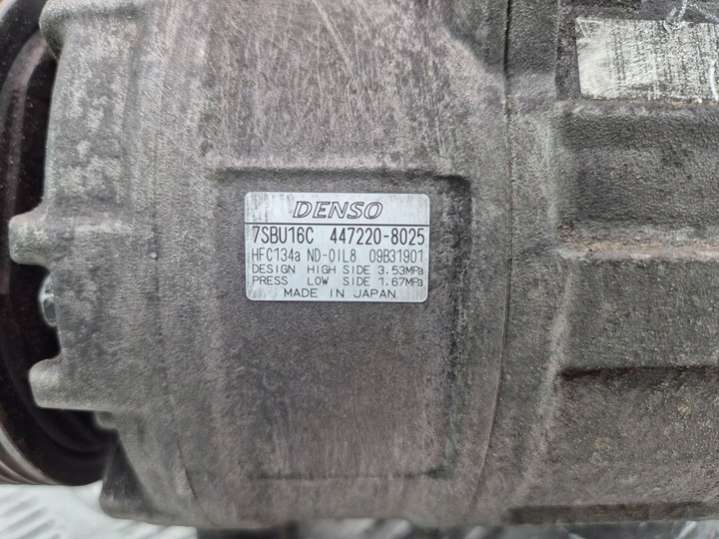 DENSO
7SBU16C 447220-8025
HFC134a ND-OIL8 09B31901
DESIGN HIGH SIDE 3.53MPa
PRESS LOW SIDE 1.67MPa
MADE IN JAPAN